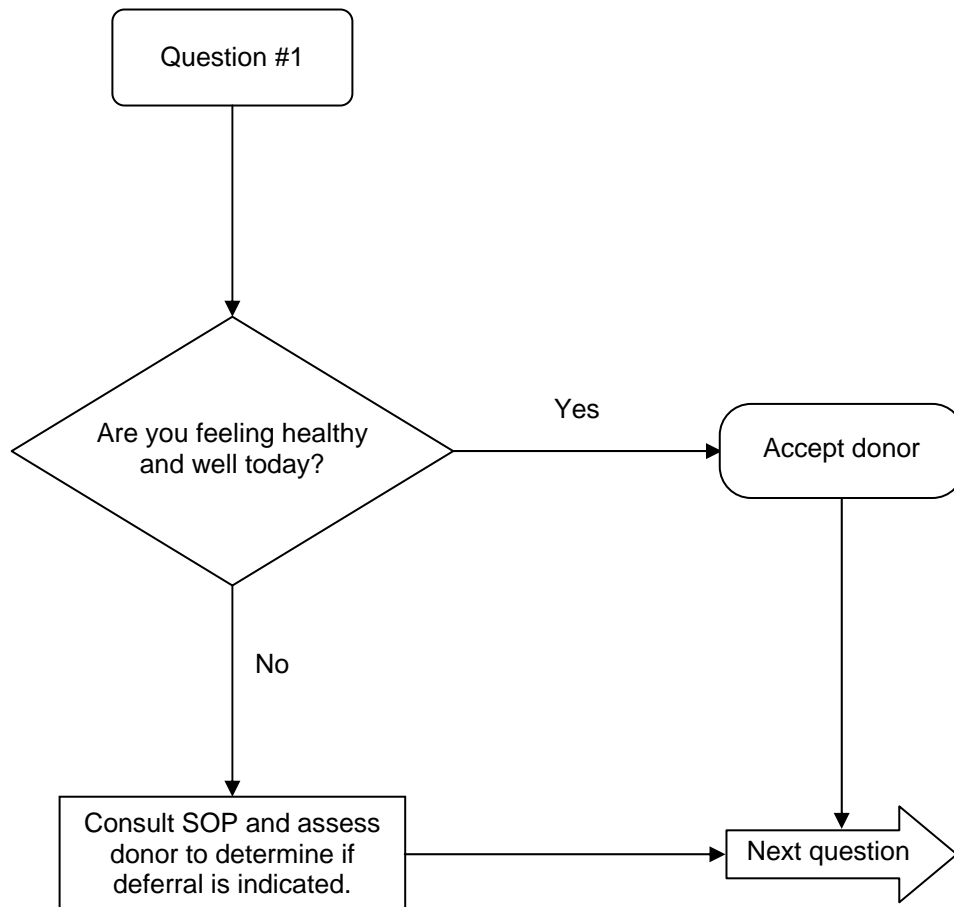 Question #1
Are you feeling healthy
and well today?
Yes
Accept donor
No
Consult SOP and assess
donor to determine if
deferral is indicated.
Next question